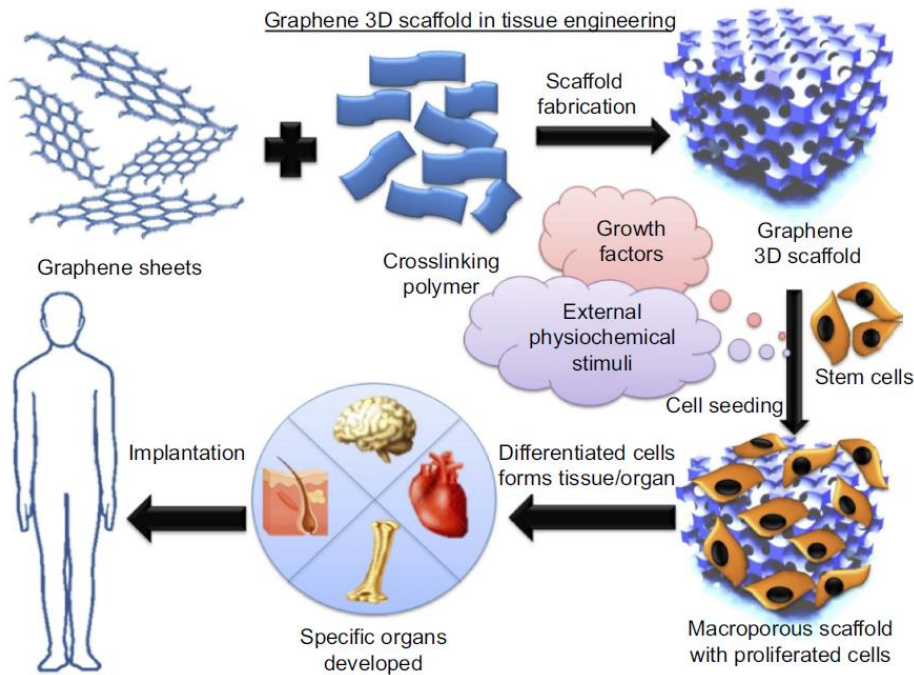 Graphene 3D scaffold in tissue engineering
Scaffold
fabrication
Graphene sheets
Crosslinking
polymer
Graphene
3D scaffold
Growth
factors
External
physiochemical
stimuli
Stem cells
Cell seeding
Macroporous scaffold
with proliferated cells
Differentiated cells
forms tissue/organ
Specific organs
developed
Implantation